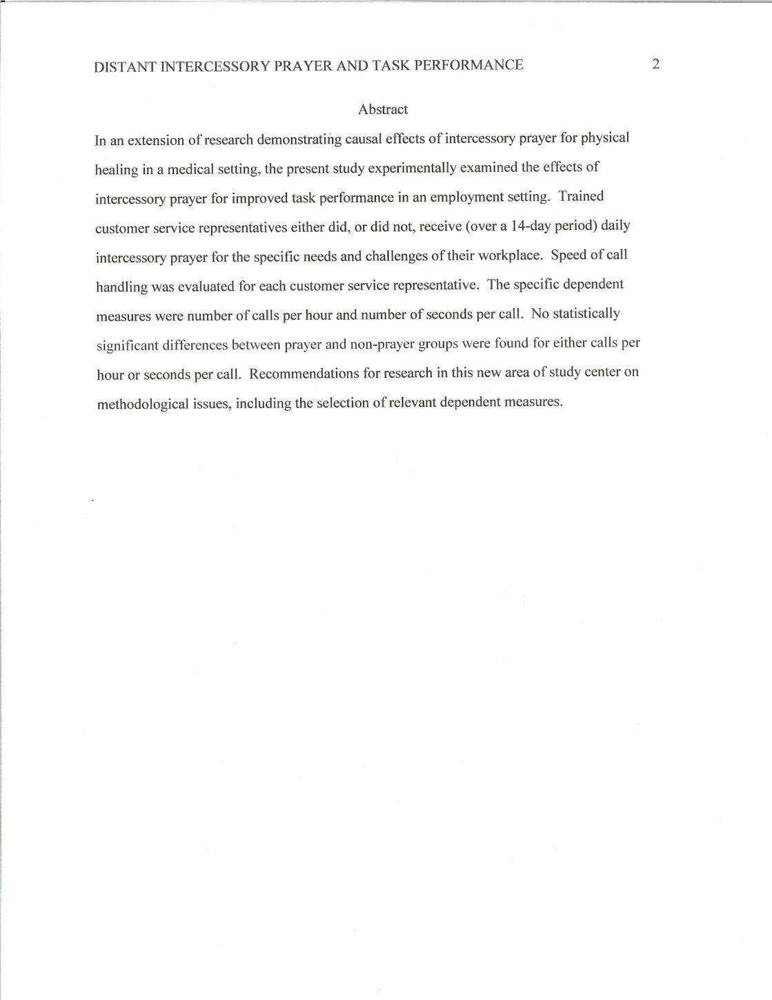 DISTANT INTERCESSORY PRAYER AND TASK PERFORMANCE 2
Abstract
In an extension of research demonstrating causal effects of intercessory prayer for physical
healing in a medical setting, the present study experimentally examined the effects of
intercessory prayer for improved task performance in an employment setting.  Trained
customer service representatives either did, or did not, receive (over a 14-day period) daily
intercessory prayer for the specific needs and challenges of their workplace.  Speed of call
handling was evaluated for each customer service representative.  The specific dependent
measures were number of calls per hour and number of seconds per call.  No statistically
significant differences between prayer and non-prayer groups were found for either calls per
hour or seconds per call.  Recommendations for research in this new area of study center on
methodological issues, including the selection of relevant dependent measures.